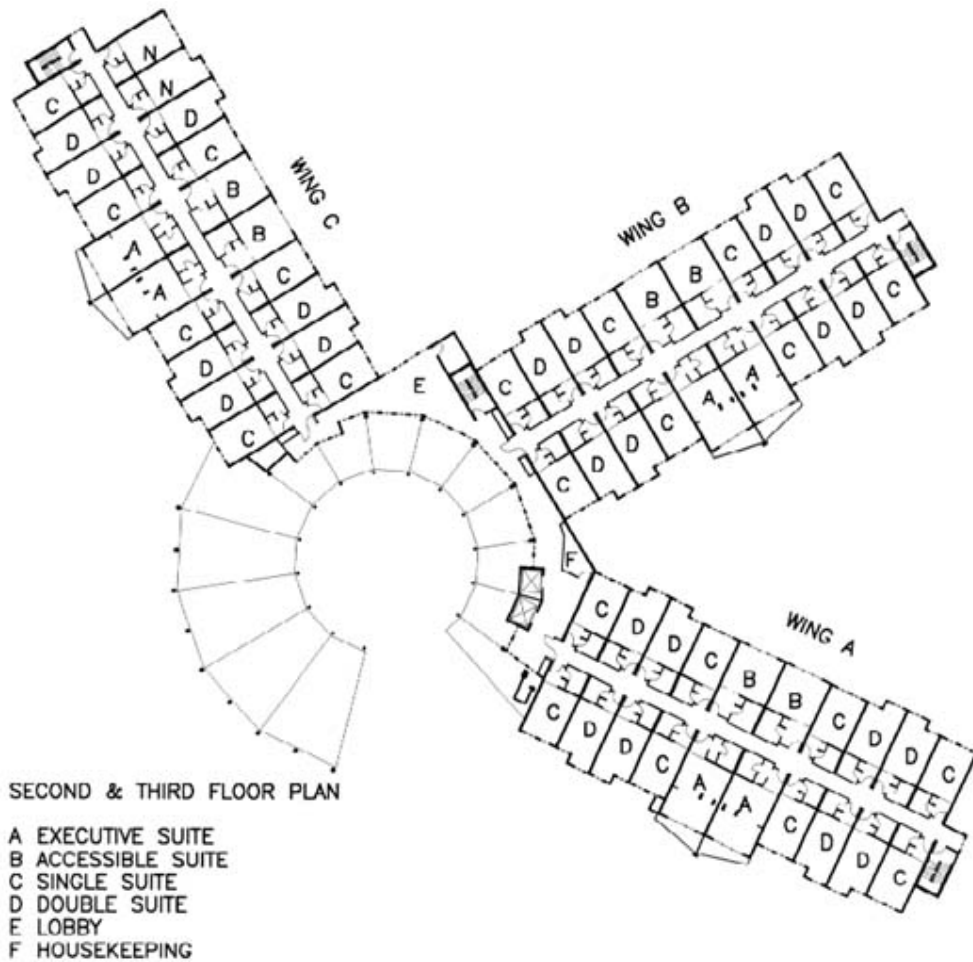 N
N
D
C
B
B
C
D
D
C
WING C
C
D
D
C
A
A
C
D
D
C
WING B
C
D
D
C
B
B
C
D
D
C
C
D
D
C
A
A
C
D
D
C
E
F
WING A
C
D
D
C
B
B
C
D
D
C
C
D
D
C
A
A
C
D
D
C
SECOND & THIRD FLOOR PLAN
A EXECUTIVE SUITE
B ACCESSIBLE SUITE
C SINGLE SUITE
D DOUBLE SUITE
E LOBBY
F HOUSEKEEPING